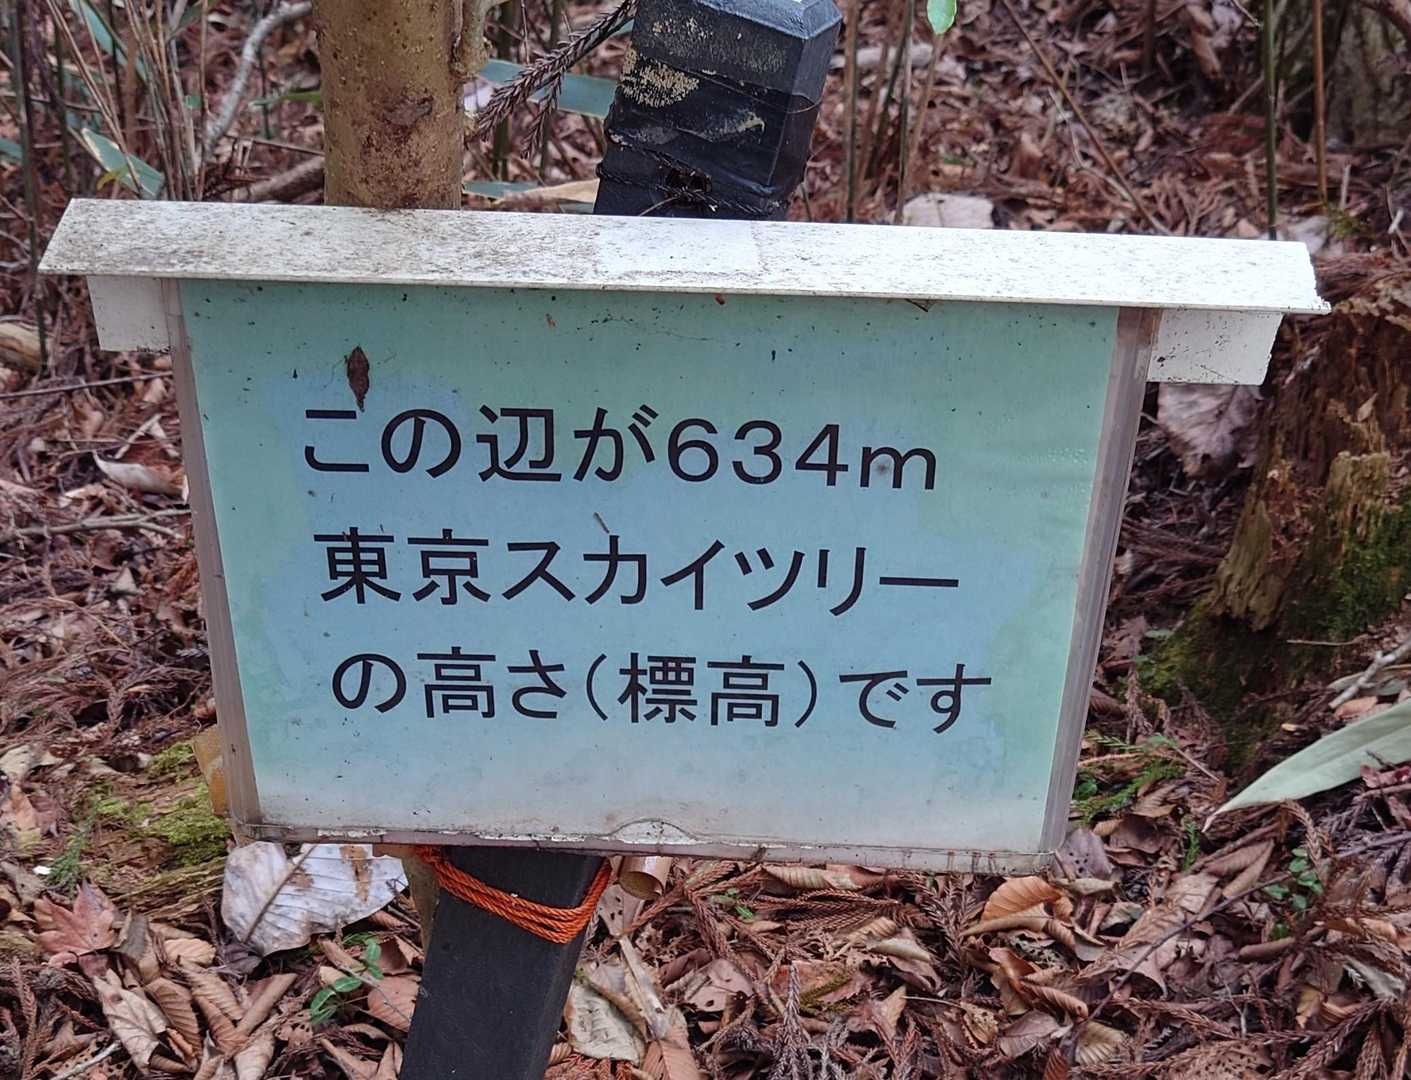 この辺が634m
東京スカイツリー
の高さ(標高)です